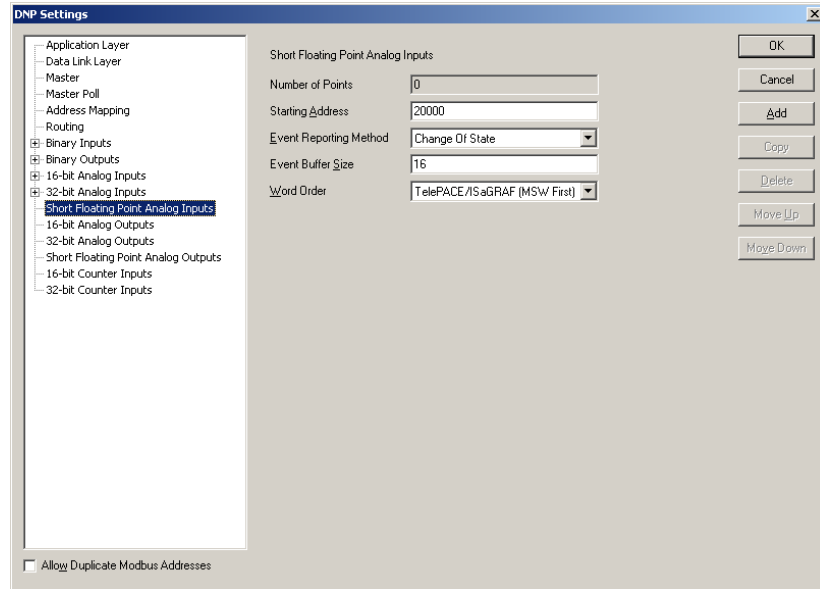 DNP Settings
Application Layer
Data Link Layer
Master
Master Poll
Address Mapping
Routing
Binary Inputs
Binary Outputs
16-bit Analog Inputs
32-bit Analog Inputs
Short Floating Point Analog Inputs
16-bit Analog Outputs
32-bit Analog Outputs
Short Floating Point Analog Outputs
16-bit Counter Inputs
32-bit Counter Inputs
Allow Duplicate Modbus Addresses
Short Floating Point Analog Inputs
Number of Points 0
Starting Address 20000
Event Reporting Method Change Of State
Event Buffer Size 16
Word Order TelePACE/ISaGRAF (MSW First)
OK
Cancel
Add
Copy
Delete
Move Up
Move Down